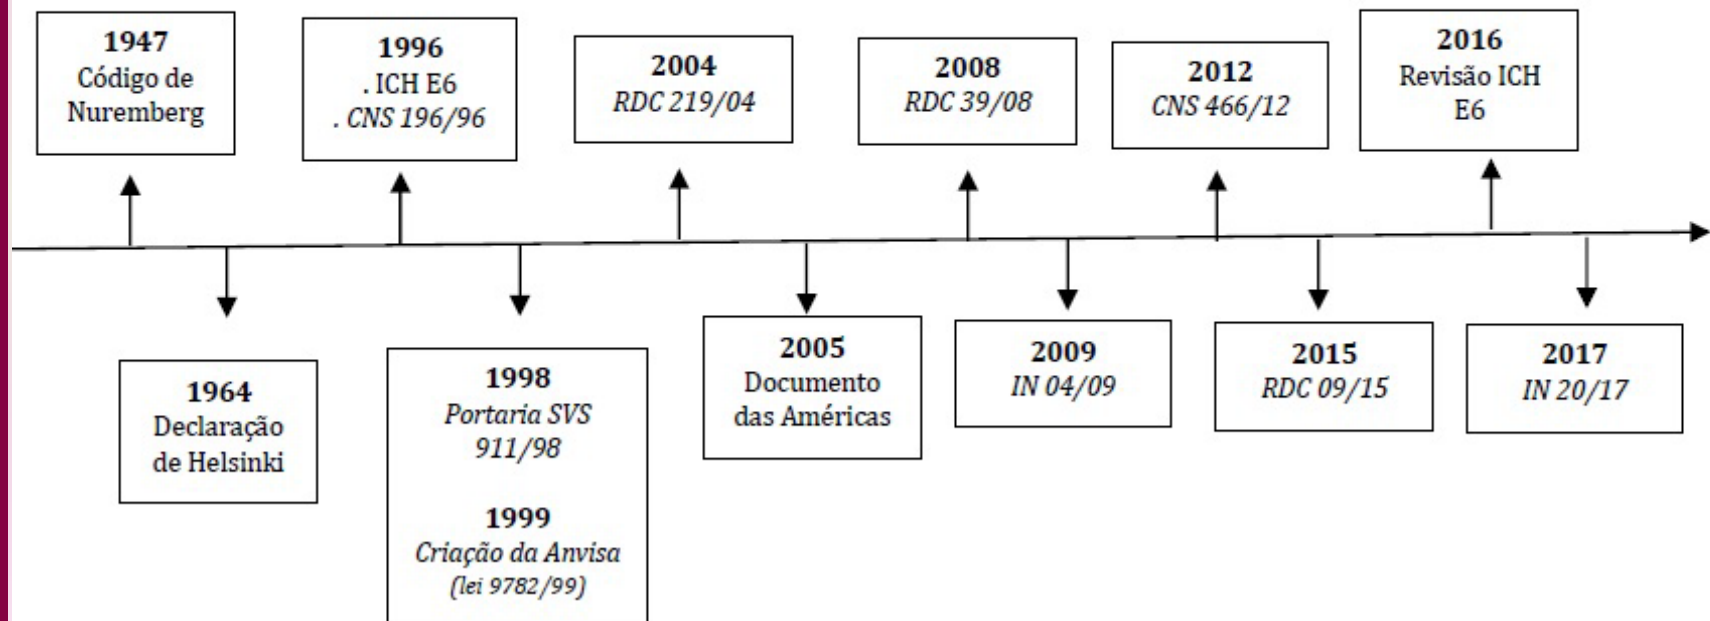 1947
Código de
Nuremberg
1996
. ICH E6
. CNS 196/96
2004
RDC 219/04
2008
RDC 39/08
2012
CNS 466/12
2016
Revisão ICH
E6
1964
Declaração
de Helsinki
1998
Portaria SVS
911/98
1999
Criação da Anvisa
(lei 9782/99)
2005
Documento
das Américas
2009
IN 04/09
2015
RDC 09/15
2017
IN 20/17